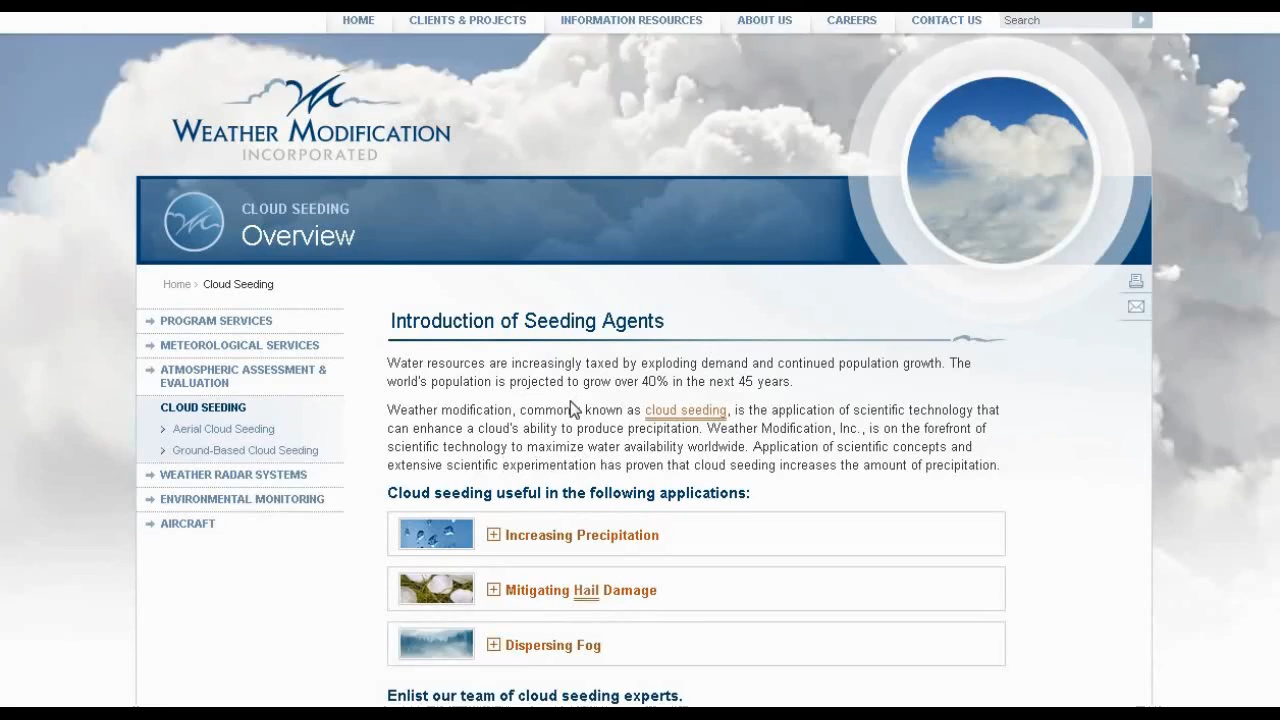 HOME CLIENTS & PROJECTS INFORMATION RESOURCES ABOUT US CAREERS CONTACT US Search
WEATHER MODIFICATION
INCORPORATED
CLOUD SEEDING
Overview
Home > Cloud Seeding
PROGRAM SERVICES
METEOROLOGICAL SERVICES
ATMOSPHERIC ASSESSMENT &
EVALUATION
CLOUD SEEDING
Aerial Cloud Seeding
Ground-Based Cloud Seeding
WEATHER RADAR SYSTEMS
ENVIRONMENTAL MONITORING
AIRCRAFT
Introduction of Seeding Agents
Water resources are increasingly taxed by exploding demand and continued population growth. The
world's population is projected to grow over 40% in the next 45 years.
Weather modification, commonly known as cloud seeding, is the application of scientific technology that
can enhance a cloud's ability to produce precipitation. Weather Modification, Inc., is on the forefront of
scientific technology to maximize water availability worldwide. Application of scientific concepts and
extensive scientific experimentation has proven that cloud seeding increases the amount of precipitation.
Cloud seeding useful in the following applications:
Increasing Precipitation
Mitigating Hail Damage
Dispersing Fog
Enlist our team of cloud seeding experts.